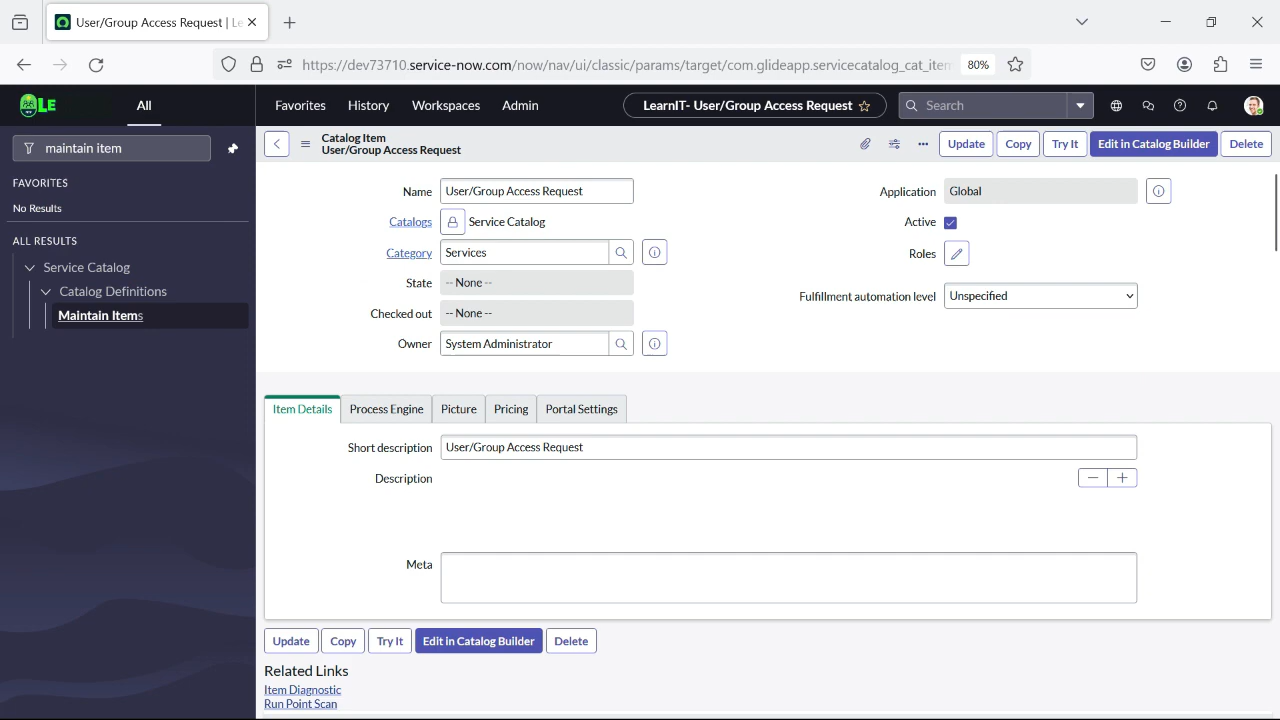 User/Group Access Request | Le
https://dev73710.service-now.com/now/nav/ui/classic/params/target/com.glideapp.servicecatalog_cat_item
80%
LE
All
Favorites
History
Workspaces
Admin
LearnIT- User/Group Access Request
Search
maintain item
FAVORITES
No Results
ALL RESULTS
Service Catalog
Catalog Definitions
Maintain Items
Catalog Item
User/Group Access Request
Update
Copy
Try It
Edit in Catalog Builder
Delete
Name
User/Group Access Request
Application
Global
Catalogs
Service Catalog
Active
Category
Services
Roles
State
-- None --
Fulfillment automation level
Unspecified
Checked out
-- None --
Owner
System Administrator
Item Details
Process Engine
Picture
Pricing
Portal Settings
Short description
User/Group Access Request
Description
Meta
Update
Copy
Try It
Edit in Catalog Builder
Delete
Related Links
Item Diagnostic
Run Point Scan